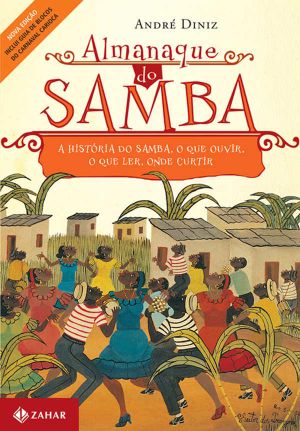 NOVA EDIÇÃO
INCLUI GUIA DE BLOCOS
DO CARNAVAL CARIOCA
ANDRÉ DINIZ
Almanaque
do
SAMBA
A HISTÓRIA DO SAMBA, O QUE OUVIR,
O QUE LER, ONDE CURTIR
ZAHAR